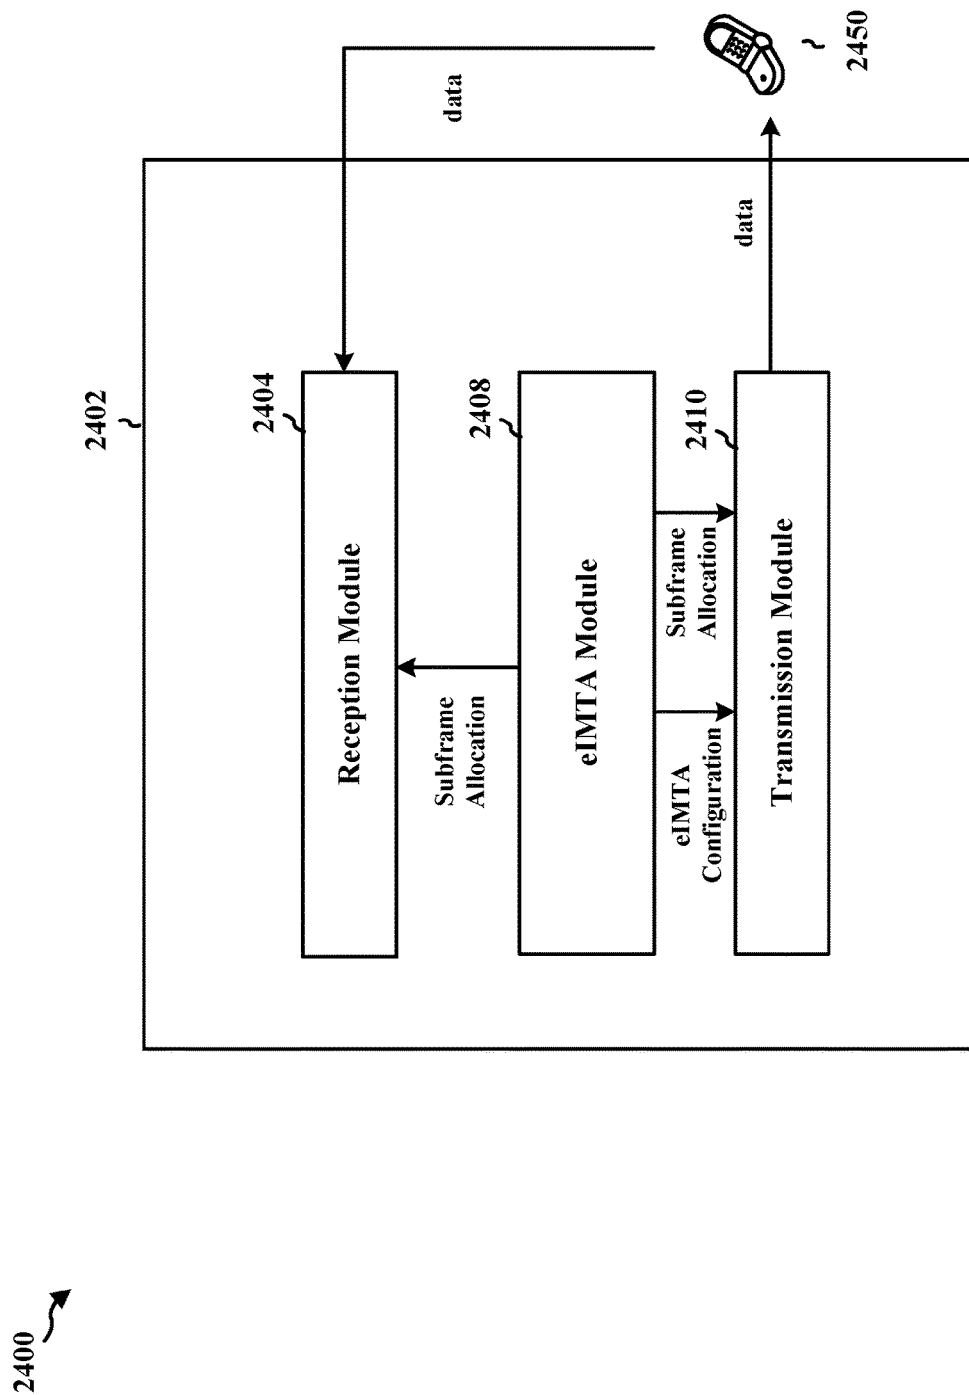 2400
2402
2404
Reception Module
data
Subframe
Allocation
2408
eIMTA Module
eIMTA
Configuration
Subframe
Allocation
2410
Transmission Module
data
2450